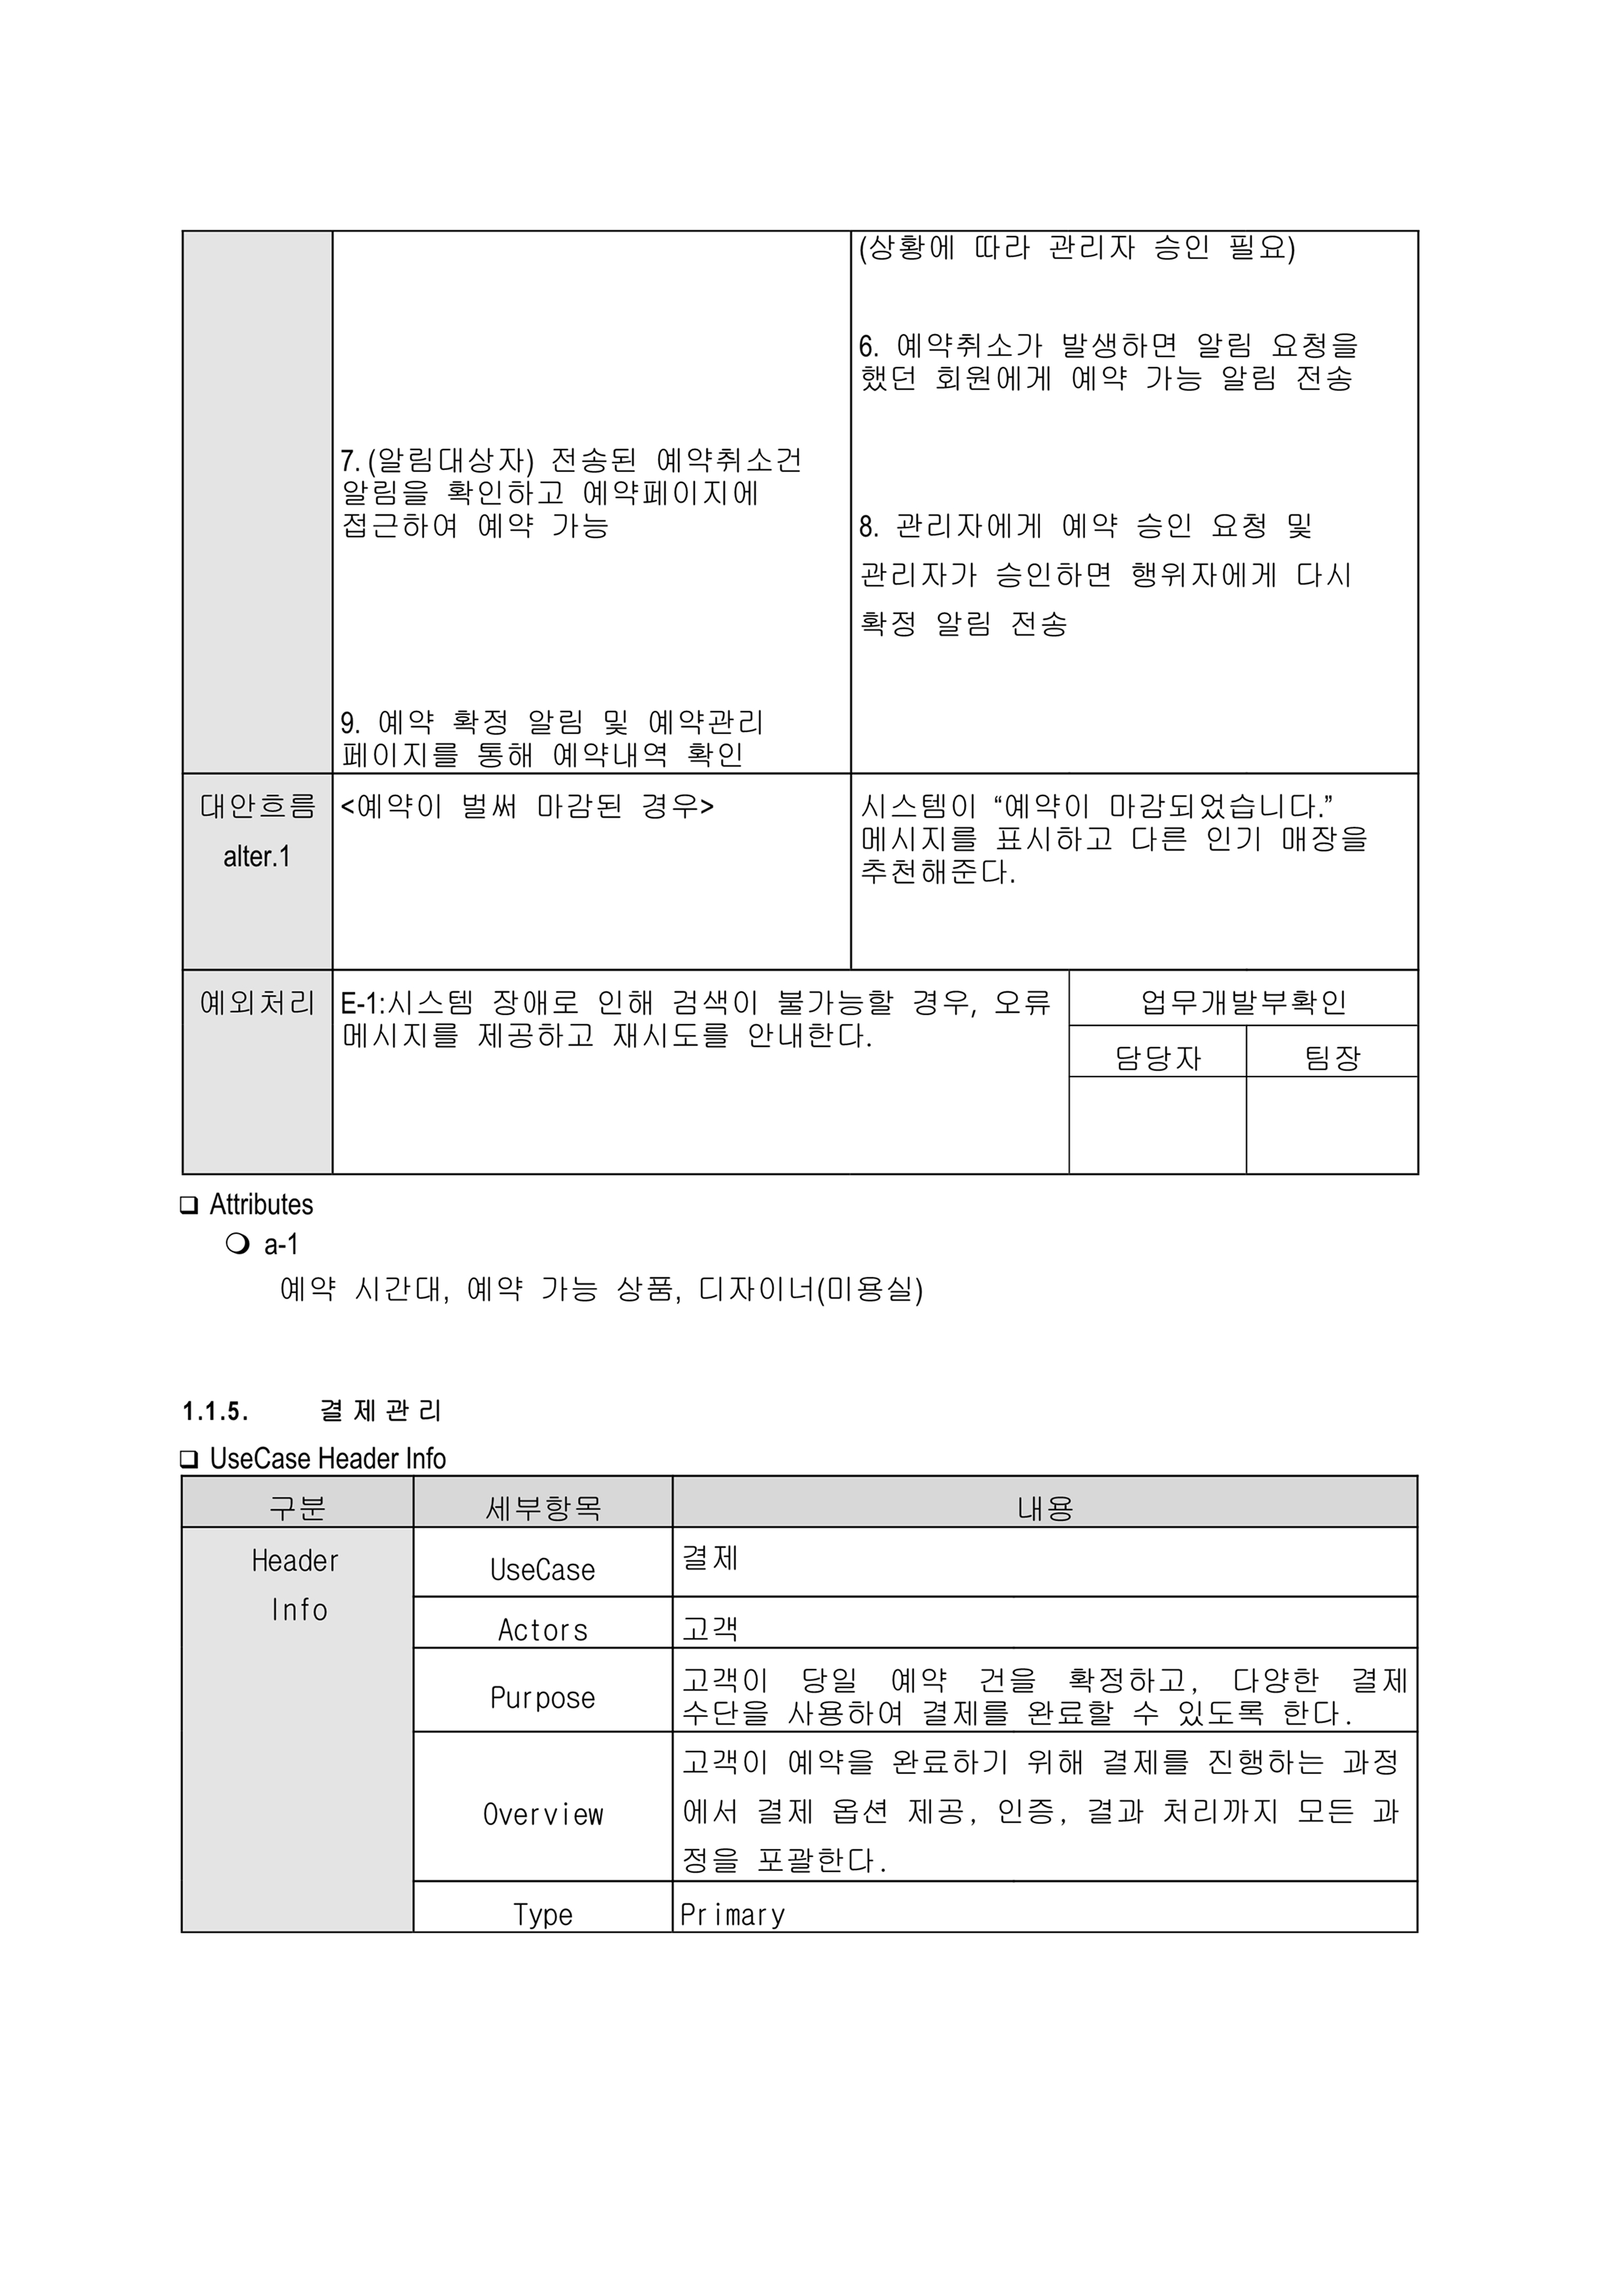 (상황에 따라 관리자 승인 필요)
6. 예약취소가 발생하면 알림 요청을
했던 회원에게 예약 가능 알림 전송
7. (알림대상자) 전송된 예약취소건
알림을 확인하고 예약페이지에
접근하여 예약 가능
8. 관리자에게 예약 승인 요청 및
관리자가 승인하면 행위자에게 다시
확정 알림 전송
9. 예약 확정 알림 및 예약관리
페이지를 통해 예약내역 확인
대안흐름
alter.1
<예약이 벌써 마감된 경우>
시스템이 “예약이 마감되었습니다.”
메시지를 표시하고 다른 인기 매장을
추천해준다.
예외처리
E-1:시스템 장애로 인해 검색이 불가능할 경우, 오류
메시지를 제공하고 재시도를 안내한다.
업무개발부확인
담당자 팀장
❑ Attributes
❍ a-1
예약 시간대, 예약 가능 상품, 디자이너(미용실)
1.1.5. 결제관리
❑ UseCase Header Info
구분 세부항목 내용
Header
Info
UseCase 결제
Actors 고객
Purpose
고객이 당일 예약 건을 확정하고, 다양한 결제
수단을 사용하여 결제를 완료할 수 있도록 한다.
Overview
고객이 예약을 완료하기 위해 결제를 진행하는 과정
에서 결제 옵션 제공, 인증, 결과 처리까지 모든 과
정을 포괄한다.
Type Primary